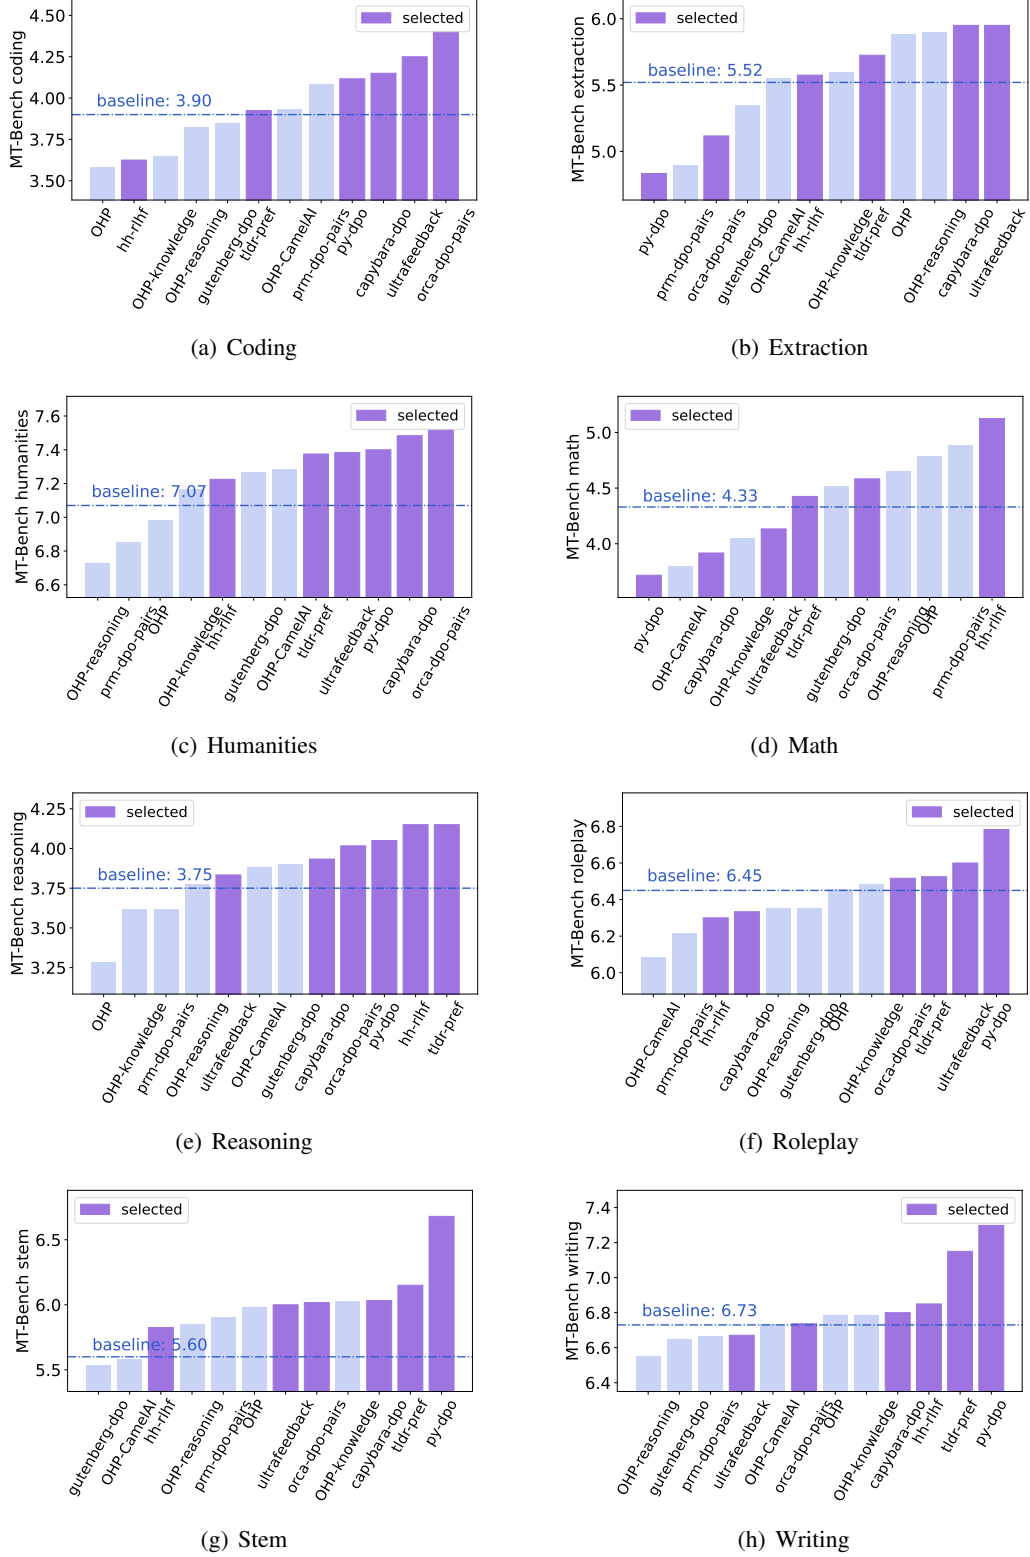 4.50
4.25
4.00
3.75
3.50
MT-Bench coding
selected
baseline: 3.90
OHP
hh-rlhf
OHP-knowledge
OHP-reasoning
gutenberg-dpo
tldr-pref
OHP-CamelAI
prm-dpo-pairs
py-dpo
capybara-dpo
ultrafeedback
orca-dpo-pairs
(a) Coding
6.0
5.5
5.0
MT-Bench extraction
selected
baseline: 5.52
py-dpo
prm-dpo-pairs
orca-dpo-pairs
gutenberg-dpo
OHP-CamelAI
hh-rlhf
OHP-knowledge
tldr-pref
OHP
OHP-reasoning
capybara-dpo
ultrafeedback
(b) Extraction
7.6
7.4
7.2
7.0
6.8
6.6
MT-Bench humanities
selected
baseline: 7.07
OHP-reasoning
prm-dpo-pairs
OHP
OHP-knowledge
hh-rlhf
gutenberg-dpo
OHP-CamelAI
tldr-pref
ultrafeedback
py-dpo
capybara-dpo
orca-dpo-pairs
(c) Humanities
5.0
4.5
4.0
MT-Bench math
selected
baseline: 4.33
py-dpo
OHP-CamelAI
capybara-dpo
OHP-knowledge
ultrafeedback
tldr-pref
gutenberg-dpo
orca-dpo-pairs
OHP-reasoning
OHP
prm-dpo-pairs
hh-rlhf
(d) Math
4.25
4.00
3.75
3.50
3.25
MT-Bench reasoning
selected
baseline: 3.75
OHP
OHP-knowledge
prm-dpo-pairs
OHP-reasoning
ultrafeedback
OHP-CamelAI
gutenberg-dpo
capybara-dpo
orca-dpo-pairs
py-dpo
hh-rlhf
tldr-pref
(e) Reasoning
6.8
6.6
6.4
6.2
6.0
MT-Bench roleplay
selected
baseline: 6.45
OHP-CamelAI
prm-dpo-pairs
hh-rlhf
capybara-dpo
OHP-reasoning
gutenberg-dpo
OHP
OHP-knowledge
orca-dpo-pairs
tldr-pref
ultrafeedback
py-dpo
(f) Roleplay
6.5
6.0
5.5
MT-Bench stem
selected
baseline: 5.60
gutenberg-dpo
OHP-CamelAI
hh-rlhf
OHP-reasoning
prm-dpo-pairs
OHP
ultrafeedback
orca-dpo-pairs
OHP-knowledge
capybara-dpo
tldr-pref
py-dpo
(g) Stem
7.4
7.2
7.0
6.8
6.6
6.4
MT-Bench writing
selected
baseline: 6.73
OHP-reasoning
gutenberg-dpo
prm-dpo-pairs
ultrafeedback
OHP-CamelAI
orca-dpo-pairs
OHP
OHP-knowledge
capybara-dpo
hh-rlhf
tldr-pref
py-dpo
(h) Writing